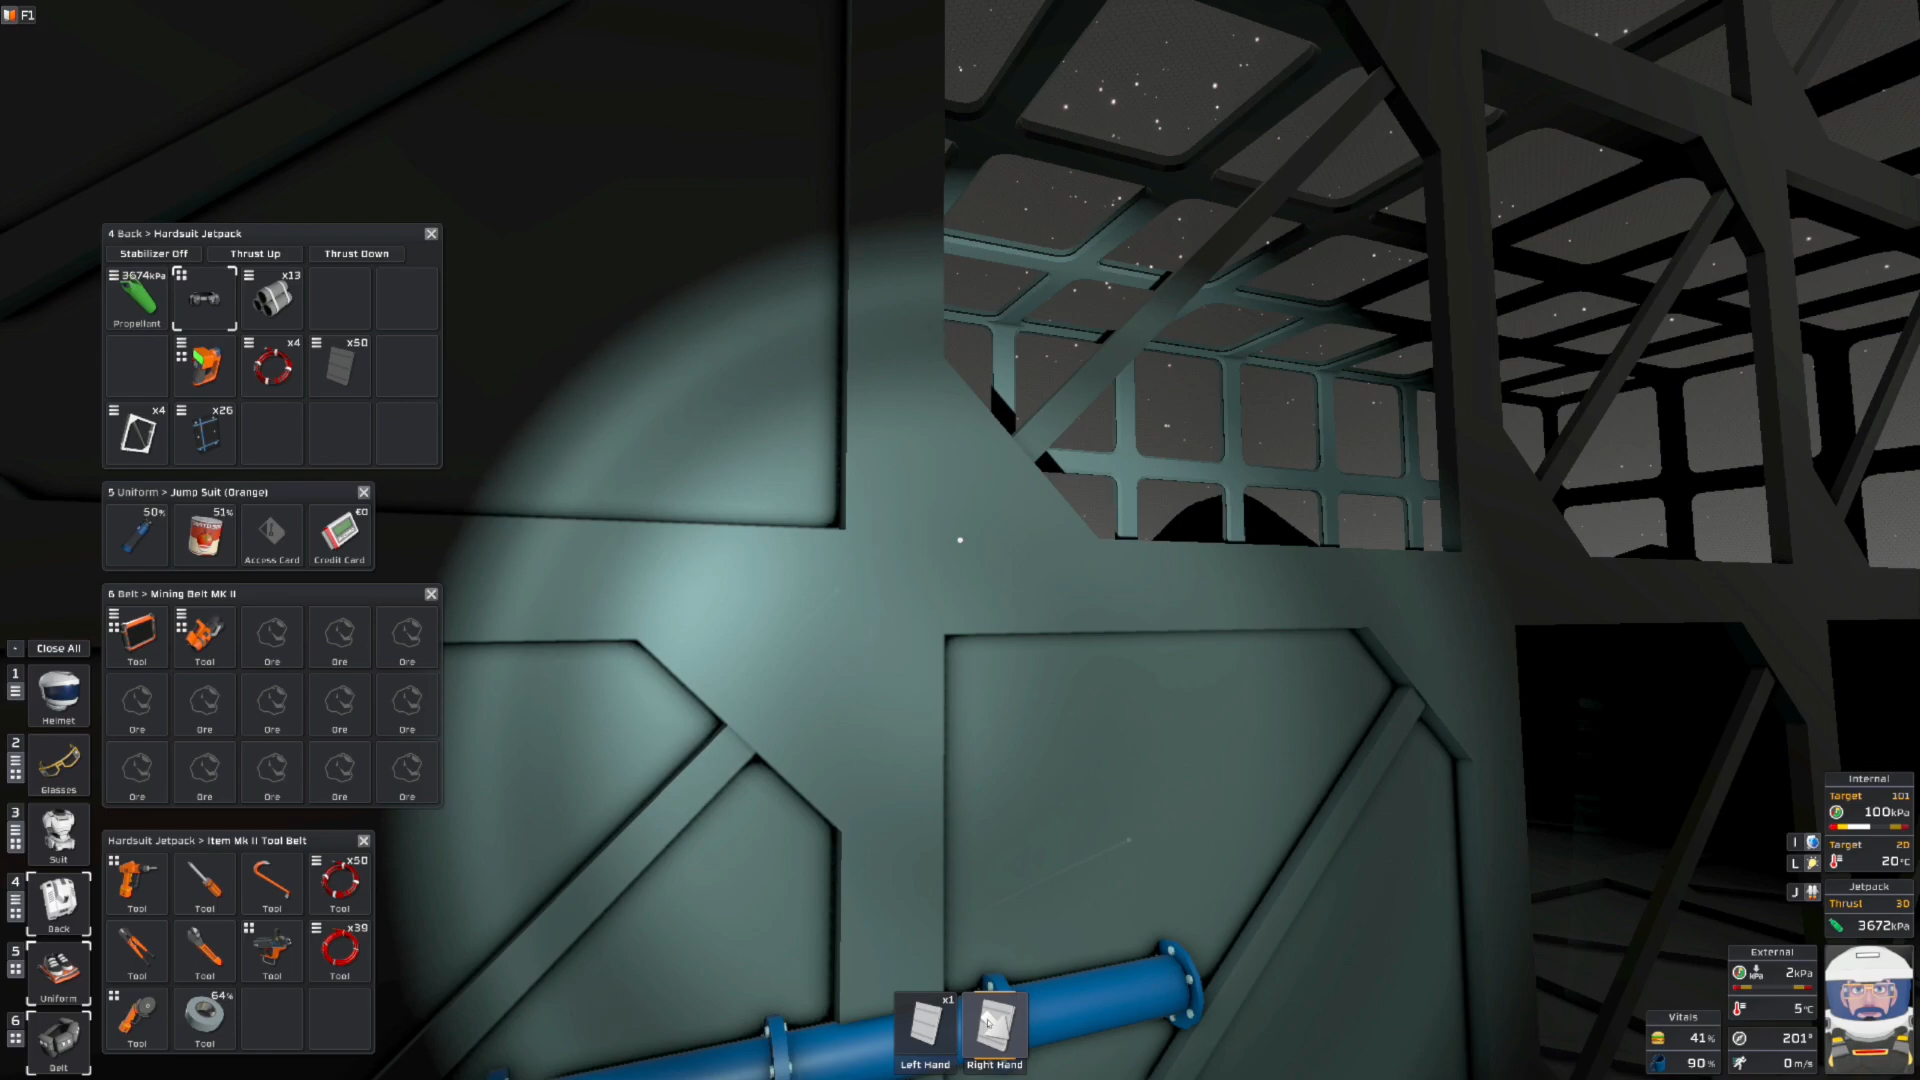 F1
4 Back > Hardsuit Jetpack
Stabilizer Off Thrust Up Thrust Down
3674kPa x13
Propellant
x4 x50
x4 x26
5 Uniform > Jump Suit (Orange)
50% 51% €0
Access Card Credit Card
6 Belt > Mining Belt MK II
Tool Tool Ore Ore Ore
Ore Ore Ore Ore Ore
Ore Ore Ore Ore Ore
Hardsuit Jetpack > Item Mk II Tool Belt
x50
Tool Tool Tool Tool
x39
Tool Tool Tool Tool
64%
Tool Tool
- Close All
1
Helmet
2
Glasses
3
Suit
4
Back
5
Uniform
6
Belt
x1
Left Hand Right Hand
Internal
Target 101
100kPa
Target 20
20°C
I
L
J
Jetpack
Thrust 30
3672kPa
External
kPa 2kPa
5°C
201°
0m/s
Vitals
41%
90%